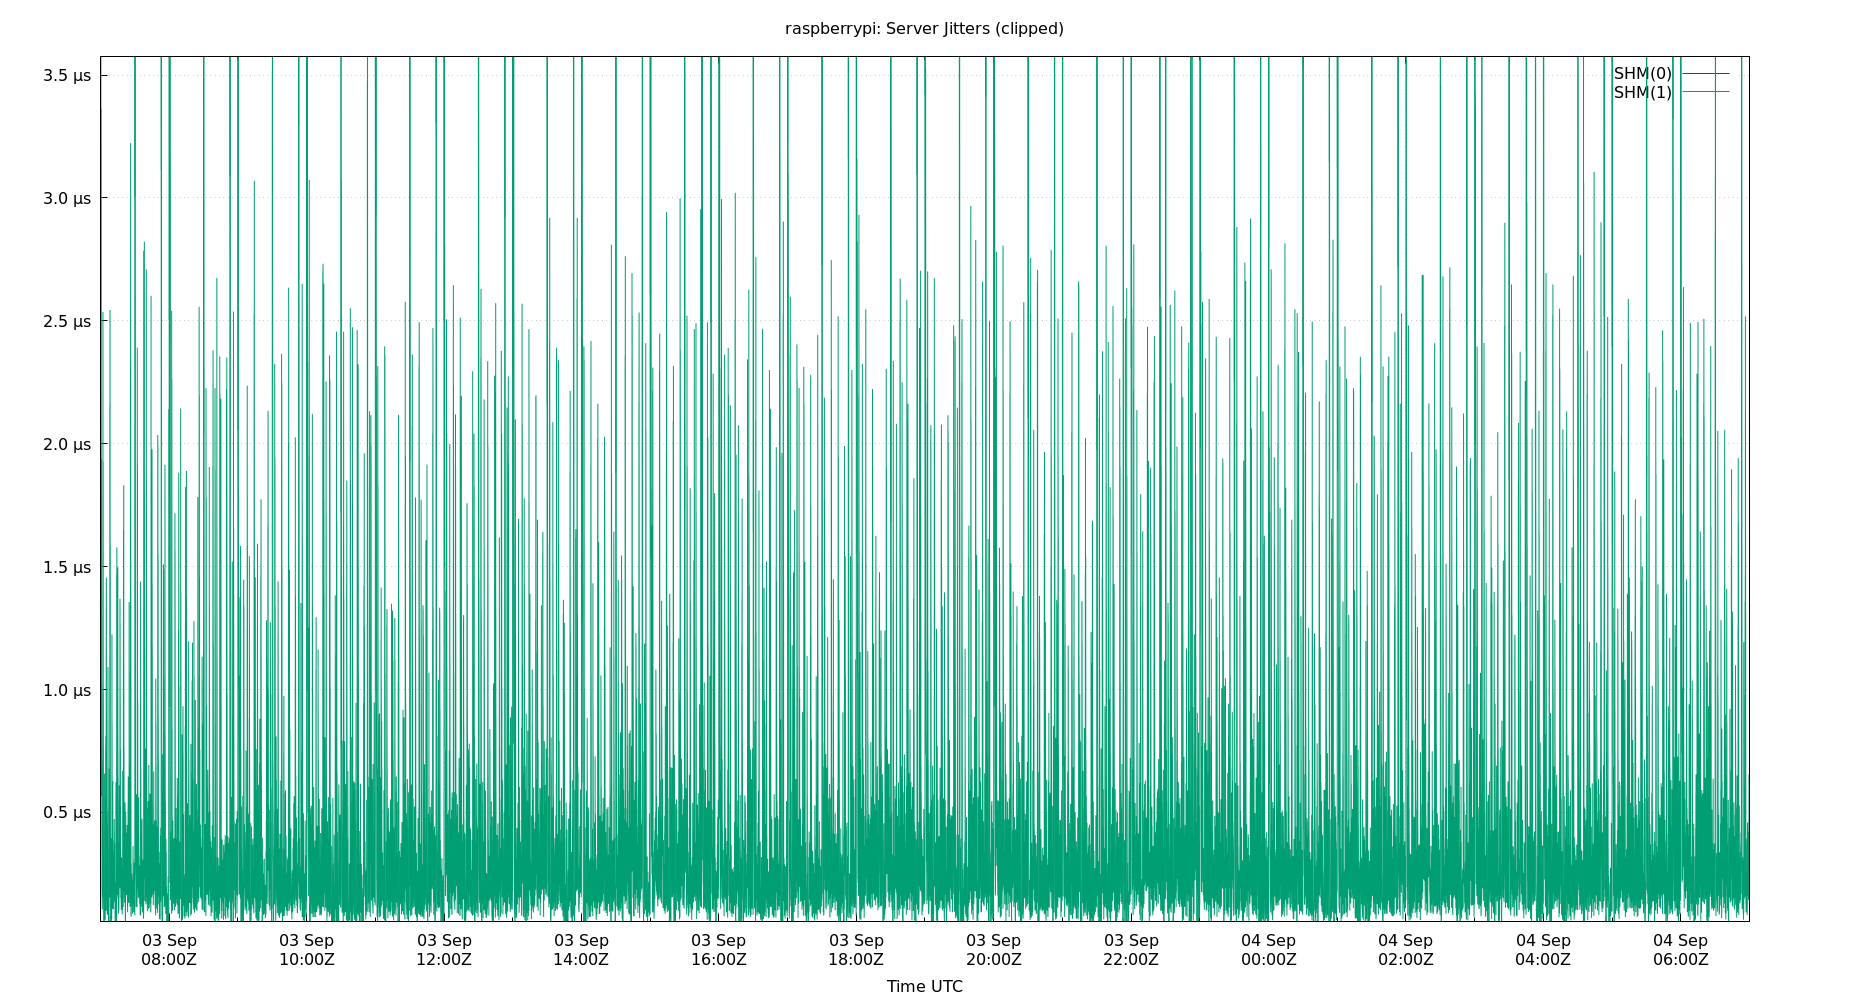 raspberrypi: Server Jitters (clipped)
SHM(0)
SHM(1)
3.5 µs
3.0 µs
2.5 µs
2.0 µs
1.5 µs
1.0 µs
0.5 µs
03 Sep 03 Sep 03 Sep 03 Sep 03 Sep 03 Sep 03 Sep 03 Sep 04 Sep 04 Sep 04 Sep 04 Sep
08:00Z 10:00Z 12:00Z 14:00Z 16:00Z 18:00Z 20:00Z 22:00Z 00:00Z 02:00Z 04:00Z 06:00Z
Time UTC